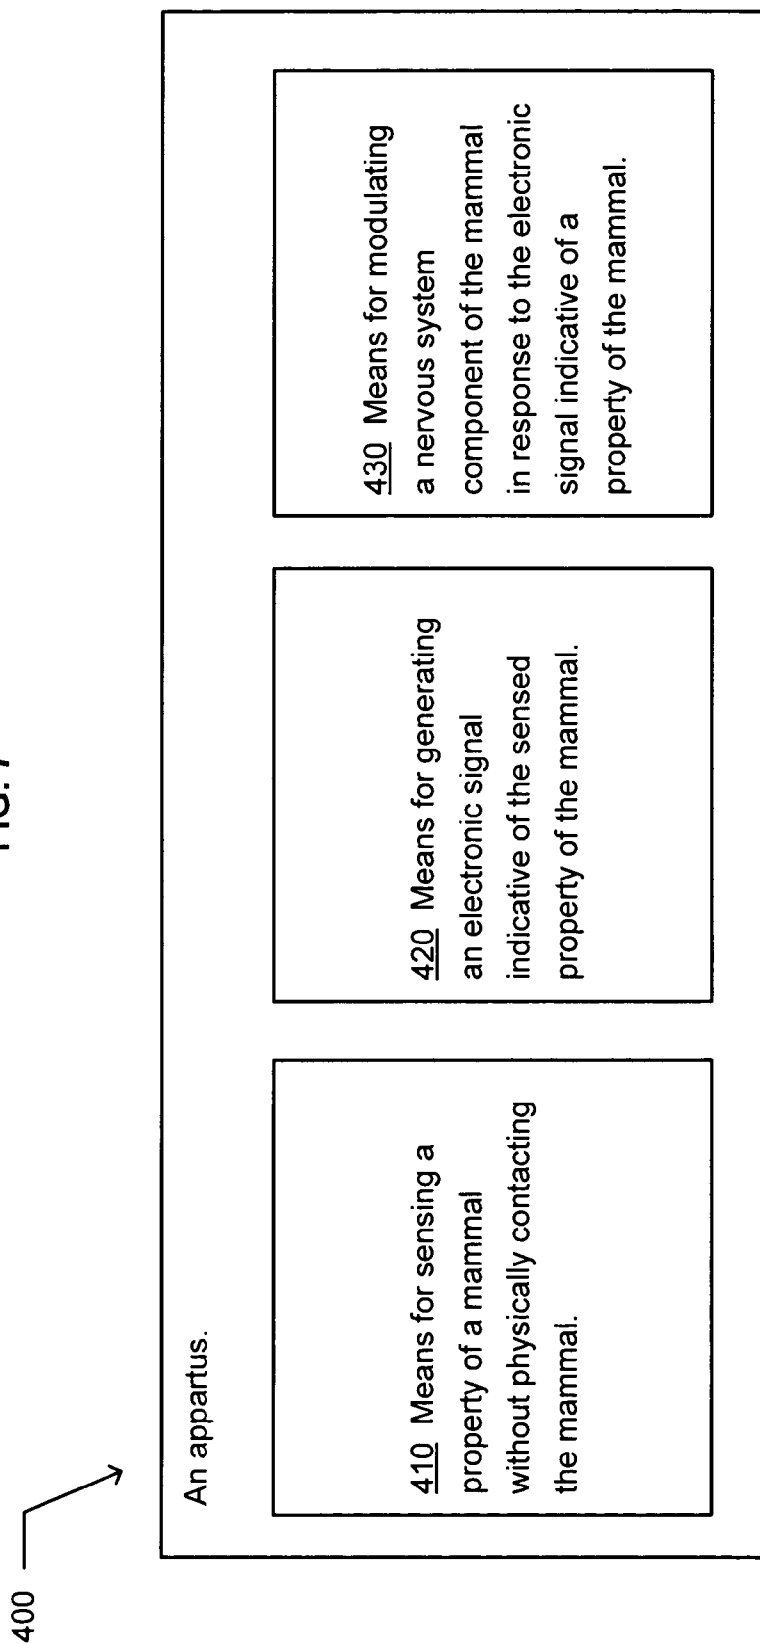 FIG. 7
400
An appartus.
410 Means for sensing a
property of a mammal
without physically contacting
the mammal.
420 Means for generating
an electronic signal
indicative of the sensed
property of the mammal.
430 Means for modulating
a nervous system
component of the mammal
in response to the electronic
signal indicative of a
property of the mammal.